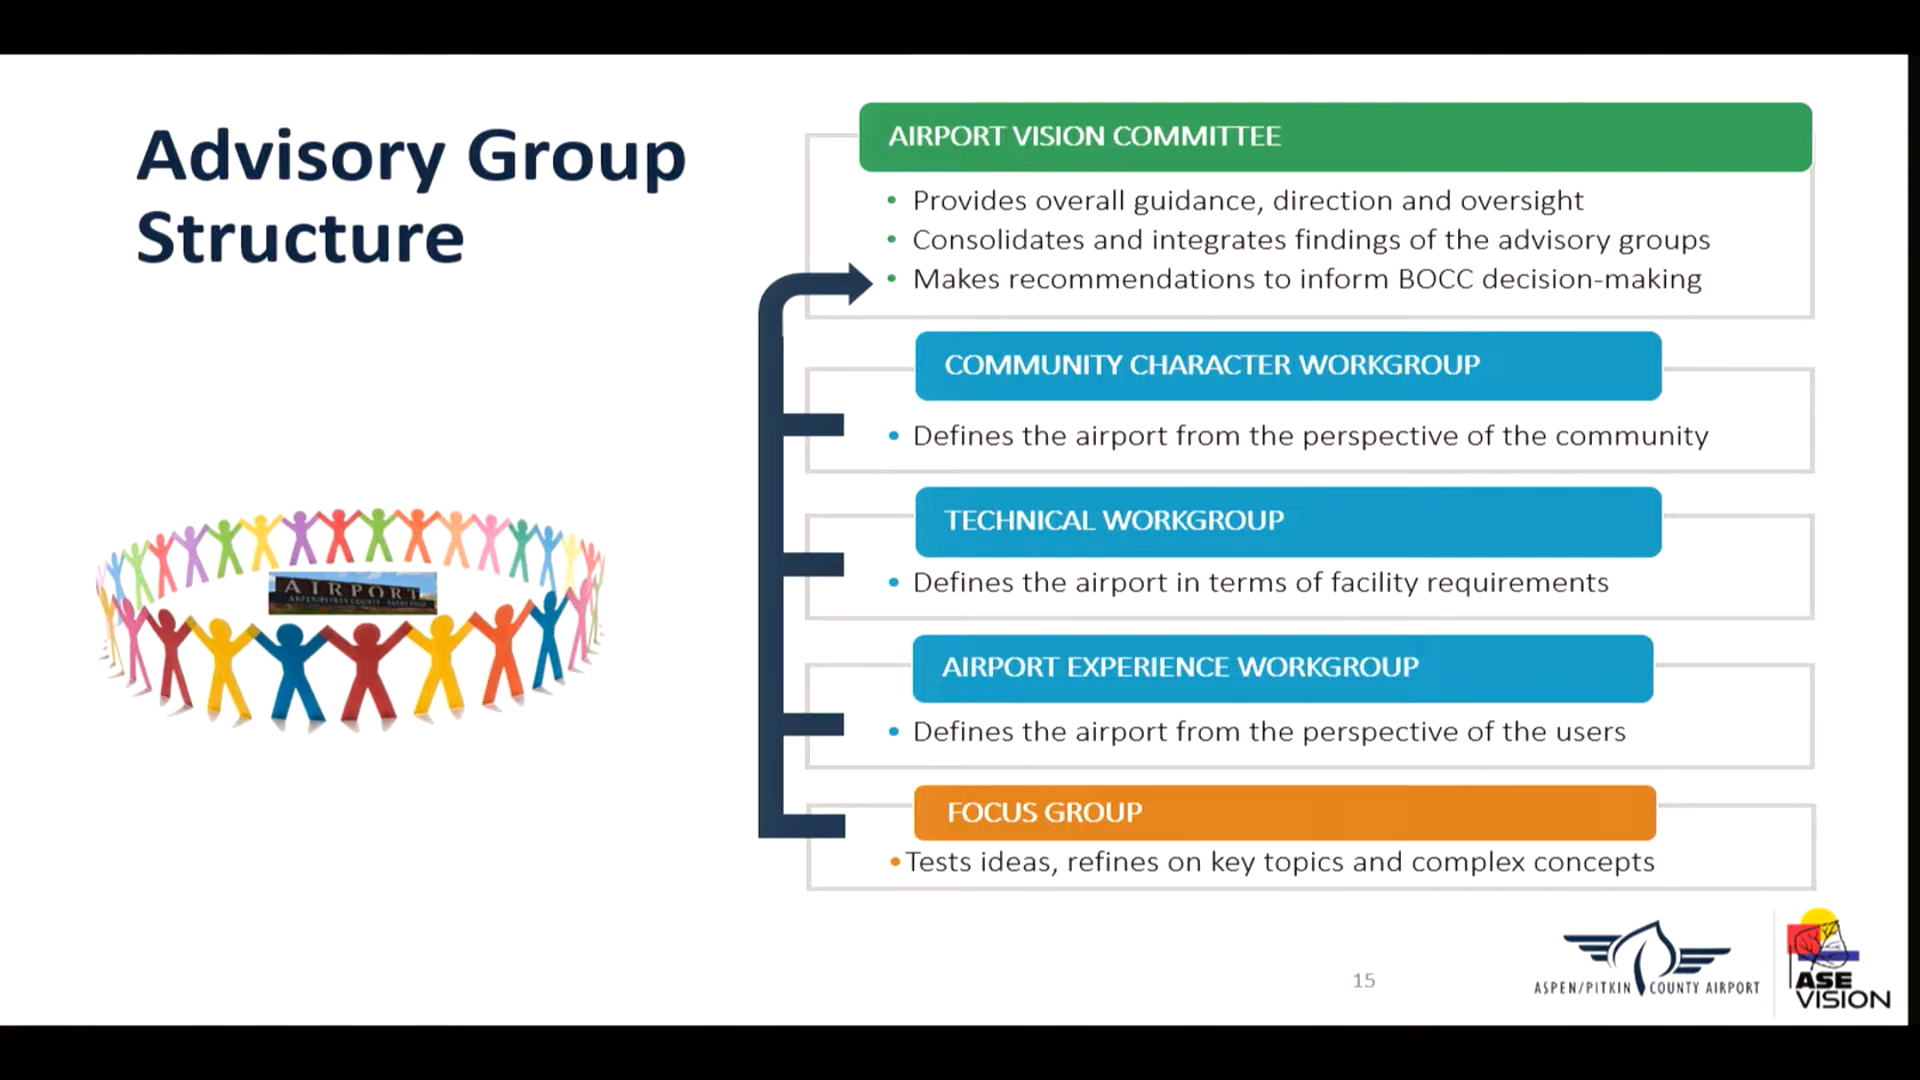 Advisory Group
Structure
AIRPORT VISION COMMITTEE
• Provides overall guidance, direction and oversight
• Consolidates and integrates findings of the advisory groups
• Makes recommendations to inform BOCC decision-making
COMMUNITY CHARACTER WORKGROUP
• Defines the airport from the perspective of the community
TECHNICAL WORKGROUP
• Defines the airport in terms of facility requirements
AIRPORT EXPERIENCE WORKGROUP
• Defines the airport from the perspective of the users
FOCUS GROUP
• Tests ideas, refines on key topics and complex concepts
AIRPORT
ASPEN/PITKIN COUNTY
15
ASPEN/PITKIN COUNTY AIRPORT
ASE
VISION